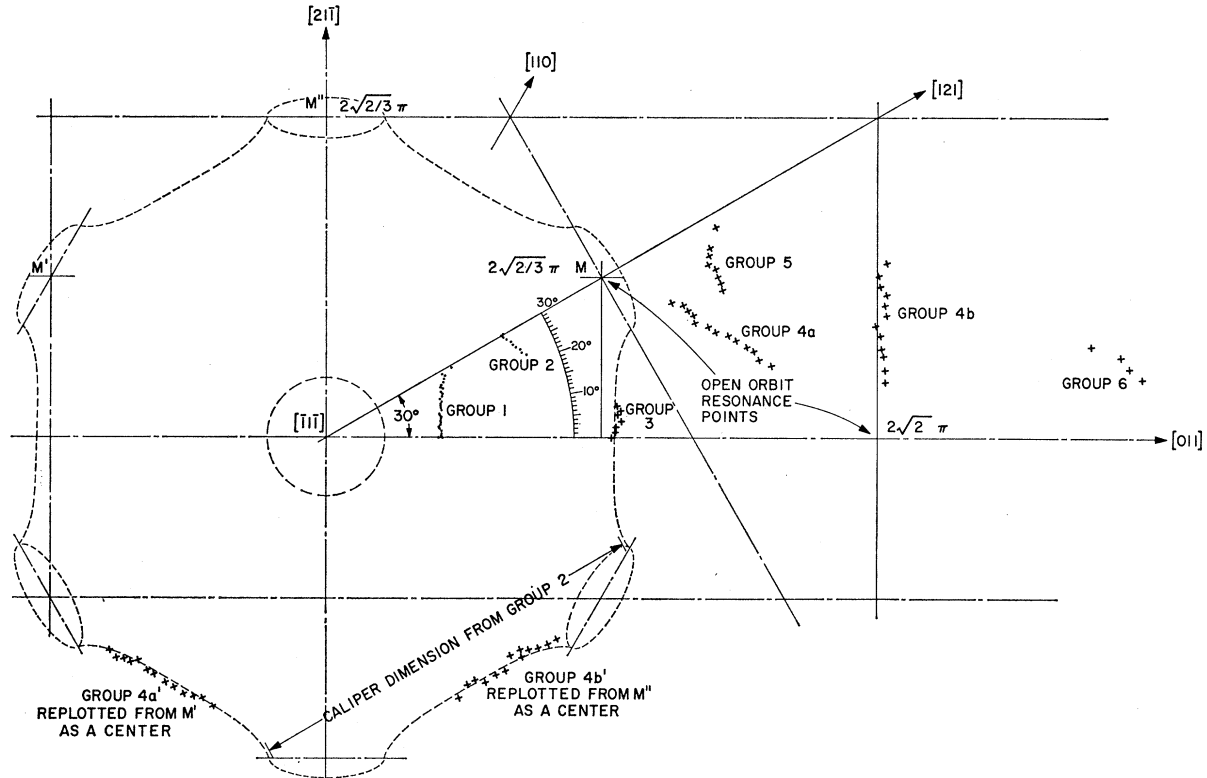 [211̄]
[110]
[121]
M" 2√2/3 π
M'
2√2/3 π M
GROUP 5
30°
GROUP 4a
GROUP 4b
20°
GROUP 2
GROUP 6
OPEN ORBIT
RESONANCE
POINTS
10°
GROUP 1
30°
GROUP
3
[1̄11̄]
2√2 π
[011]
CALIPER DIMENSION FROM GROUP 2
GROUP 4a'
REPLOTTED FROM M'
AS A CENTER
GROUP 4b'
REPLOTTED FROM M"
AS A CENTER